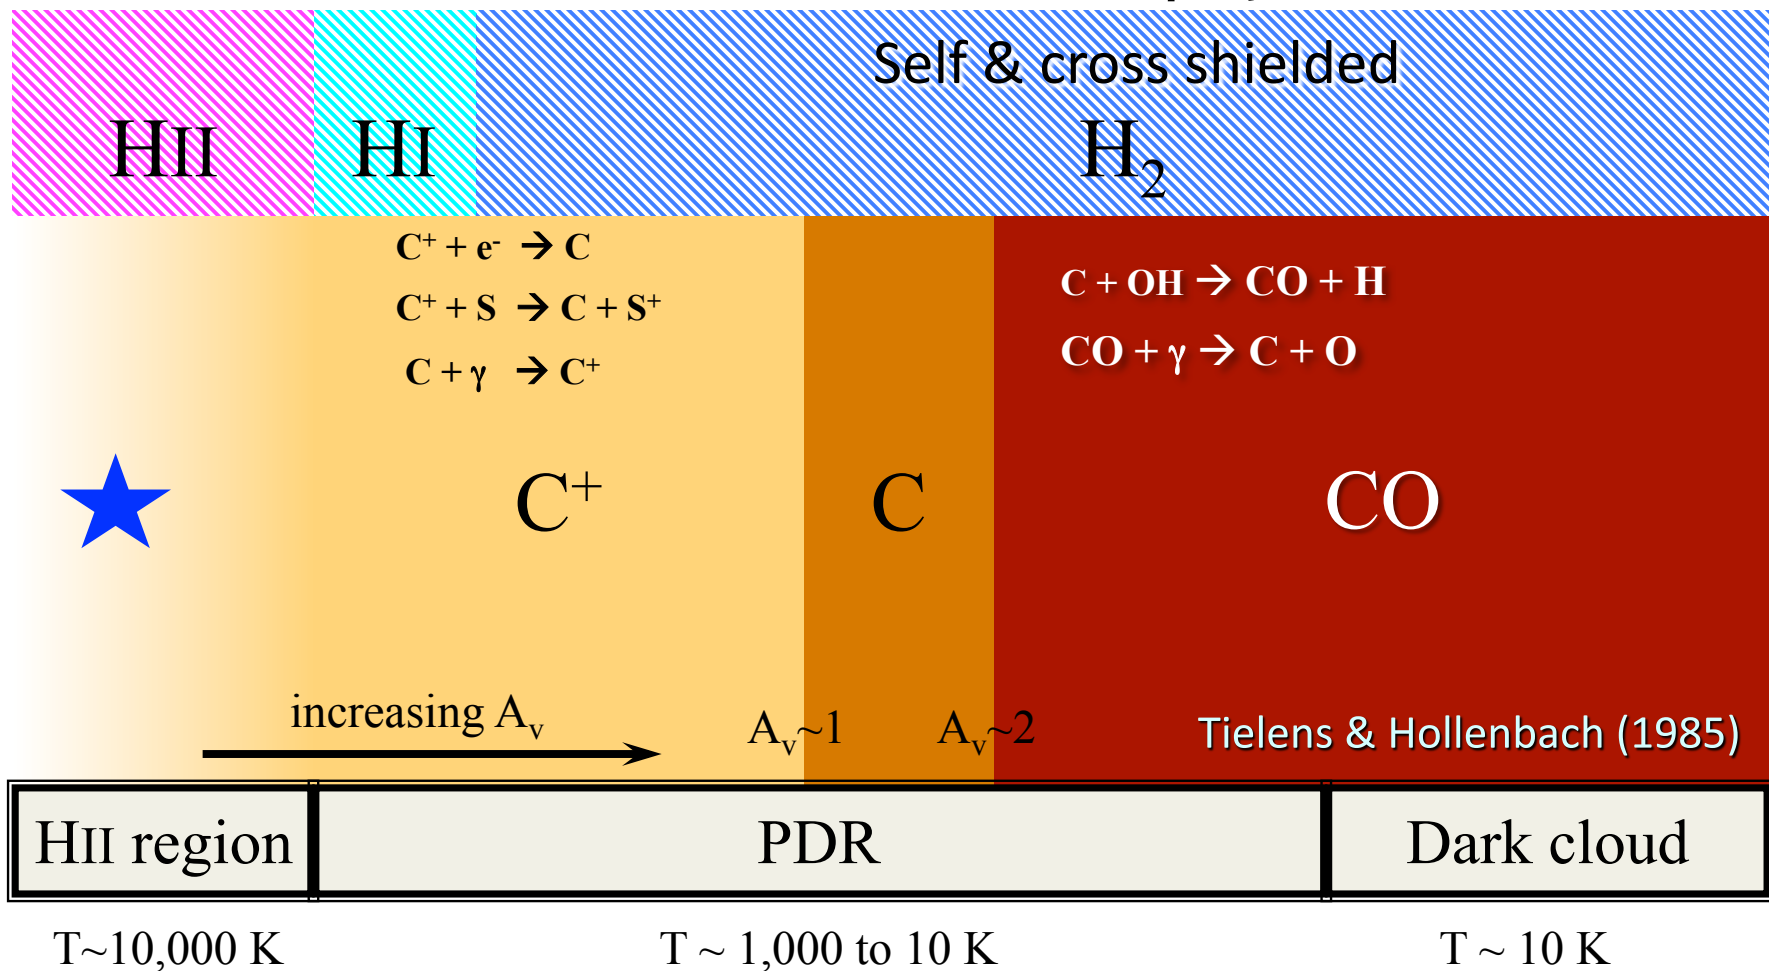 Self & cross shielded
HII HI H₂
C⁺ + e⁻ → C
C⁺ + S → C + S⁺
C + γ → C⁺
C + OH → CO + H
CO + γ → C + O
C⁺ C CO
increasing Aᵥ
Aᵥ~1 Aᵥ~2
Tielens & Hollenbach (1985)
HII region PDR Dark cloud
T~10,000 K T ~ 1,000 to 10 K T ~ 10 K